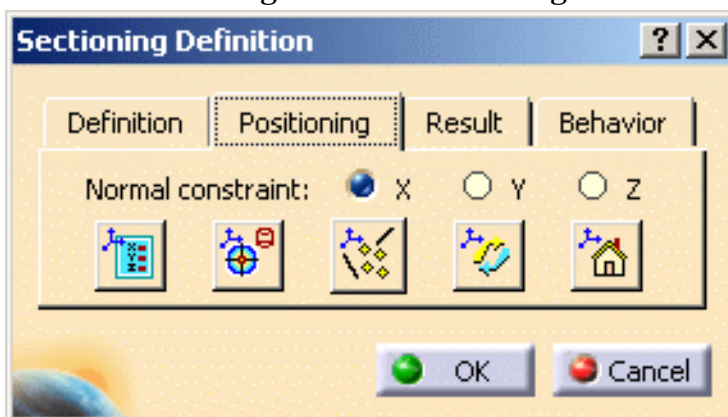 Sectioning Definition
? X
Definition Positioning Result Behavior
Normal constraint: X Y Z
OK Cancel